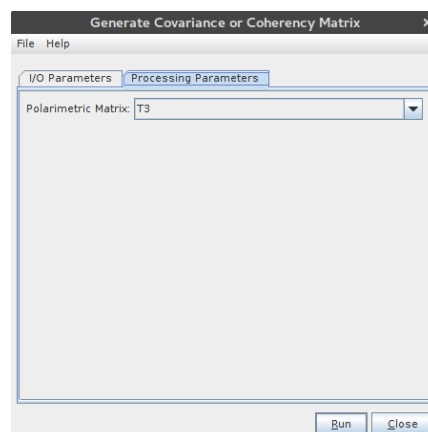 Generate Covariance or Coherency Matrix ×
File Help
I/O Parameters Processing Parameters
Polarimetric Matrix: T3
Run Close